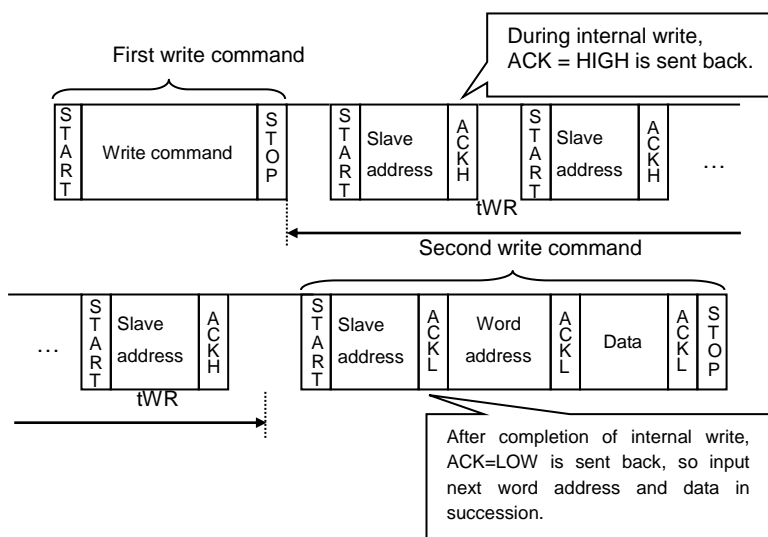 During internal write,
ACK = HIGH is sent back.
First write command
START
Write command
STOP
START
Slave
address
ACKH
START
Slave
address
ACKH
…
tWR
Second write command
…
START
Slave
address
ACKH
START
Slave
address
ACKL
Word
address
ACKL
Data
ACKL
STOP
tWR
After completion of internal write,
ACK=LOW is sent back, so input
next word address and data in
succession.